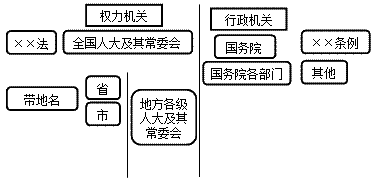 权力机关
行政机关
××法
全国人大及其常委会
国务院
××条例
国务院各部门
其他
带地名
省
市
地方各级
人大及其
常委会